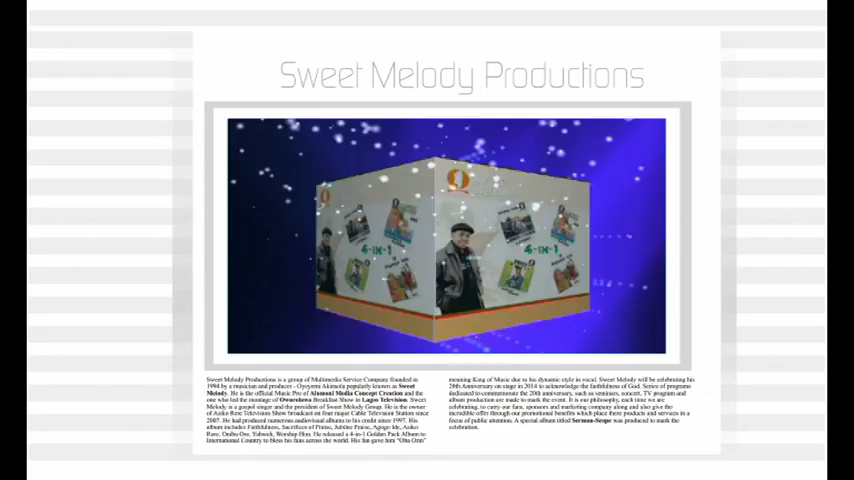 Sweet Melody Productions
4-IN-1
4-IN-1
Sweet Melody Productions is a group of Multimedia Service Company founded in
1994 by a musician and producer - Oyeyemi Akinola popularly known as Sweet
Melody. He is the official Music Pro of Alumoni Media Concept Creation and the
one who led the montage of Oworolowa Breakfast Show in Lagos Television. Sweet
Melody is a gospel singer and the president of Sweet Melody Group. He is the owner
of Asiko Rere Television Show broadcast on four major Cable Television Station since
2007. He had produced numerous audiovisual albums to his credit since 1997. His
album includes Faithfulness, Sacrifices of Praise, Jubilee Praise, Agogo Ide, Asiko
Rere, Oniba Ore, Yahweh, Worship Him. He released a 4-in-1 Golden Pack Album to
International Country to bless his fans across the world. His fan gave him "Oba Orin"
meaning King of Music due to his dynamic style in vocal. Sweet Melody will be celebrating his
20th Anniversary on stage in 2014 to acknowledge the faithfulness of God. Series of programs
dedicated to commemorate the 20th anniversary, such as seminars, concert, TV program and
album production are made to mark the event. It is our philosophy, each time we are
celebrating, to carry our fans, sponsors and marketing company along and also give the
incredible offer through our promotional benefits which place there products and services in a
focus of public attention. A special album titled Sermon-Scope was produced to mark the
celebration.